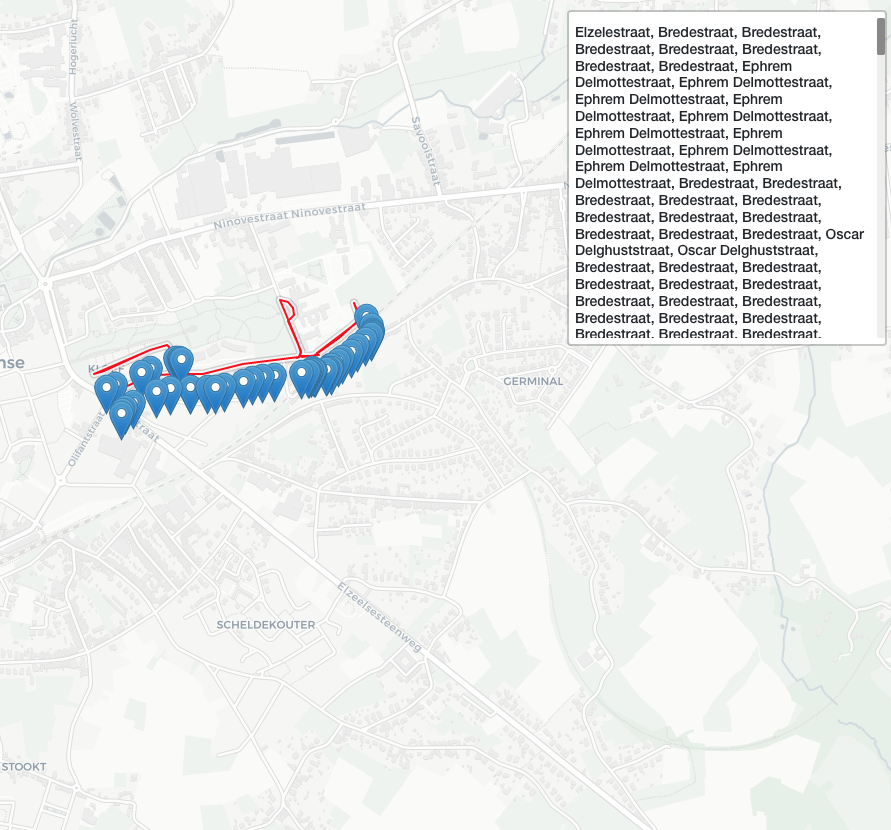 Elzelestraat, Bredestraat, Bredestraat,
Bredestraat, Bredestraat, Bredestraat,
Bredestraat, Bredestraat, Ephrem
Delmottestraat, Ephrem Delmottestraat,
Ephrem Delmottestraat, Ephrem
Delmottestraat, Ephrem Delmottestraat,
Ephrem Delmottestraat, Ephrem
Delmottestraat, Ephrem Delmottestraat,
Ephrem Delmottestraat, Ephrem
Delmottestraat, Bredestraat, Bredestraat,
Bredestraat, Bredestraat, Bredestraat,
Bredestraat, Bredestraat, Bredestraat,
Bredestraat, Bredestraat, Bredestraat, Oscar
Delghuststraat, Oscar Delghuststraat,
Bredestraat, Bredestraat, Bredestraat,
Bredestraat, Bredestraat, Bredestraat,
Bredestraat, Bredestraat, Bredestraat,
Bredestraat, Bredestraat, Bredestraat,
Bredestraat, Bredestraat, Bredestraat,
Hogerlucht
Wolvestraat
Savooistraat
Ninovestraat Ninovestraat
nse
GERMINAL
Olifantstraat
raat
Elzeelsesteenweg
SCHELDEKOUTER
STOOKT